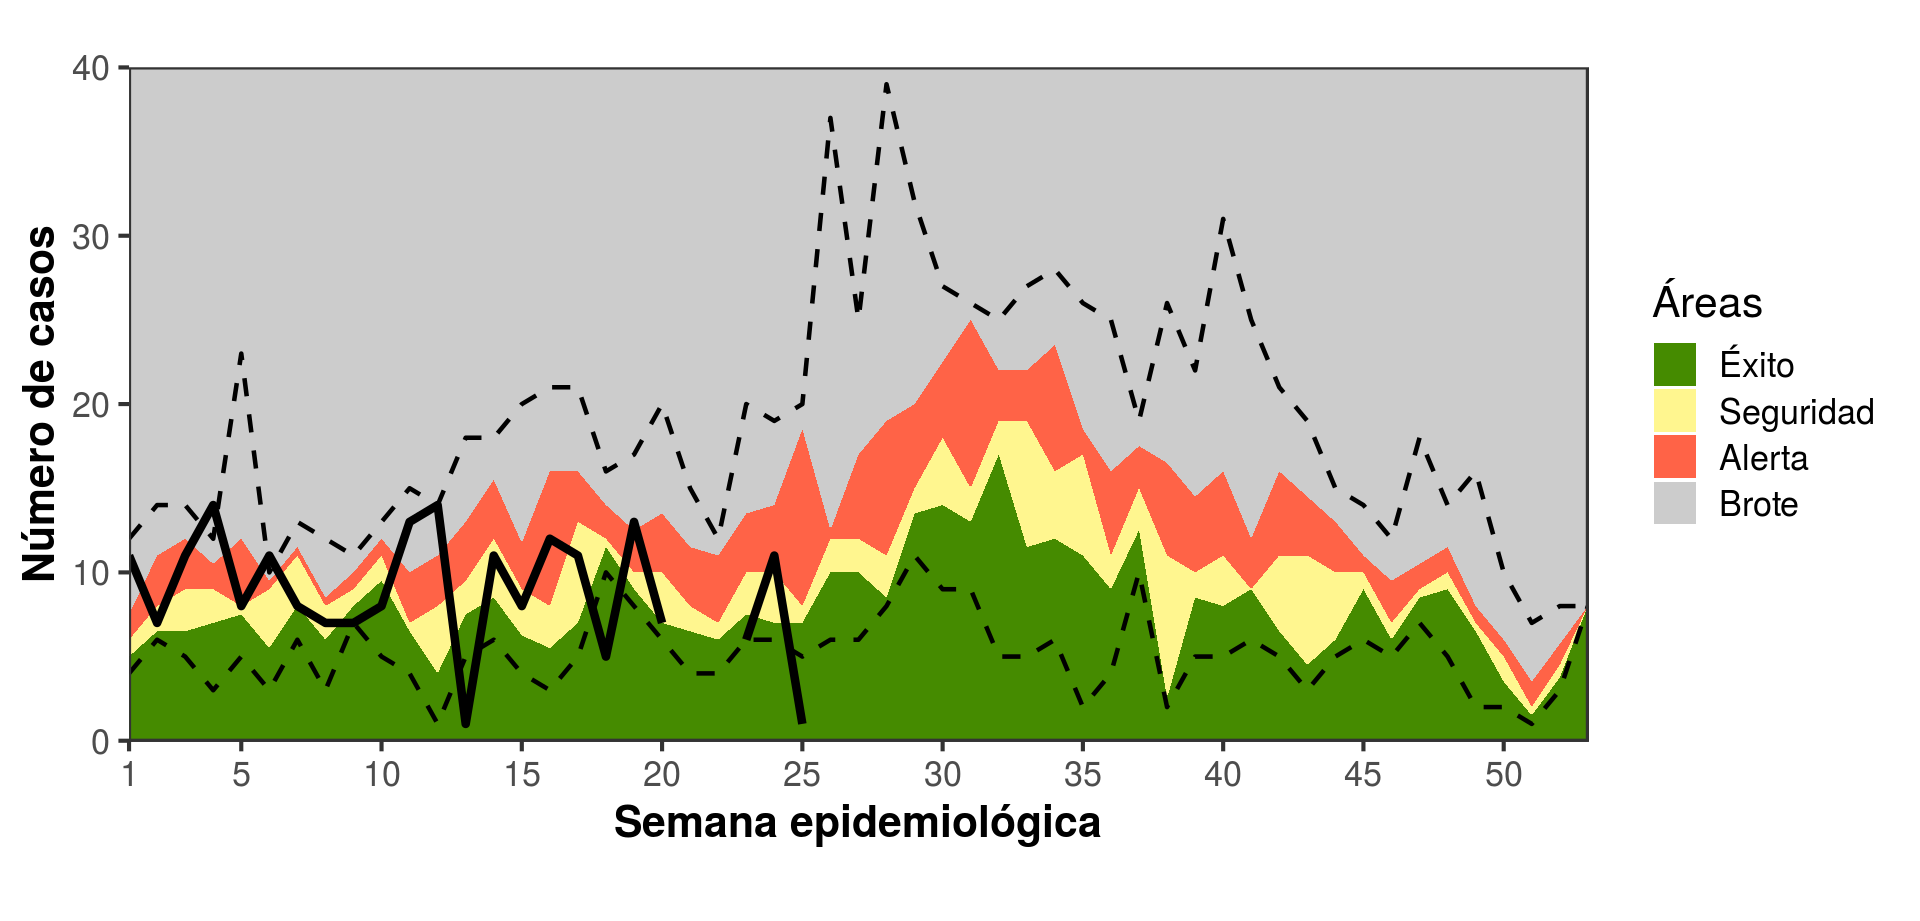 Número de casos
40
30
20
10
0
1 5 10 15 20 25 30 35 40 45 50
Semana epidemiológica
Áreas
Éxito
Seguridad
Alerta
Brote